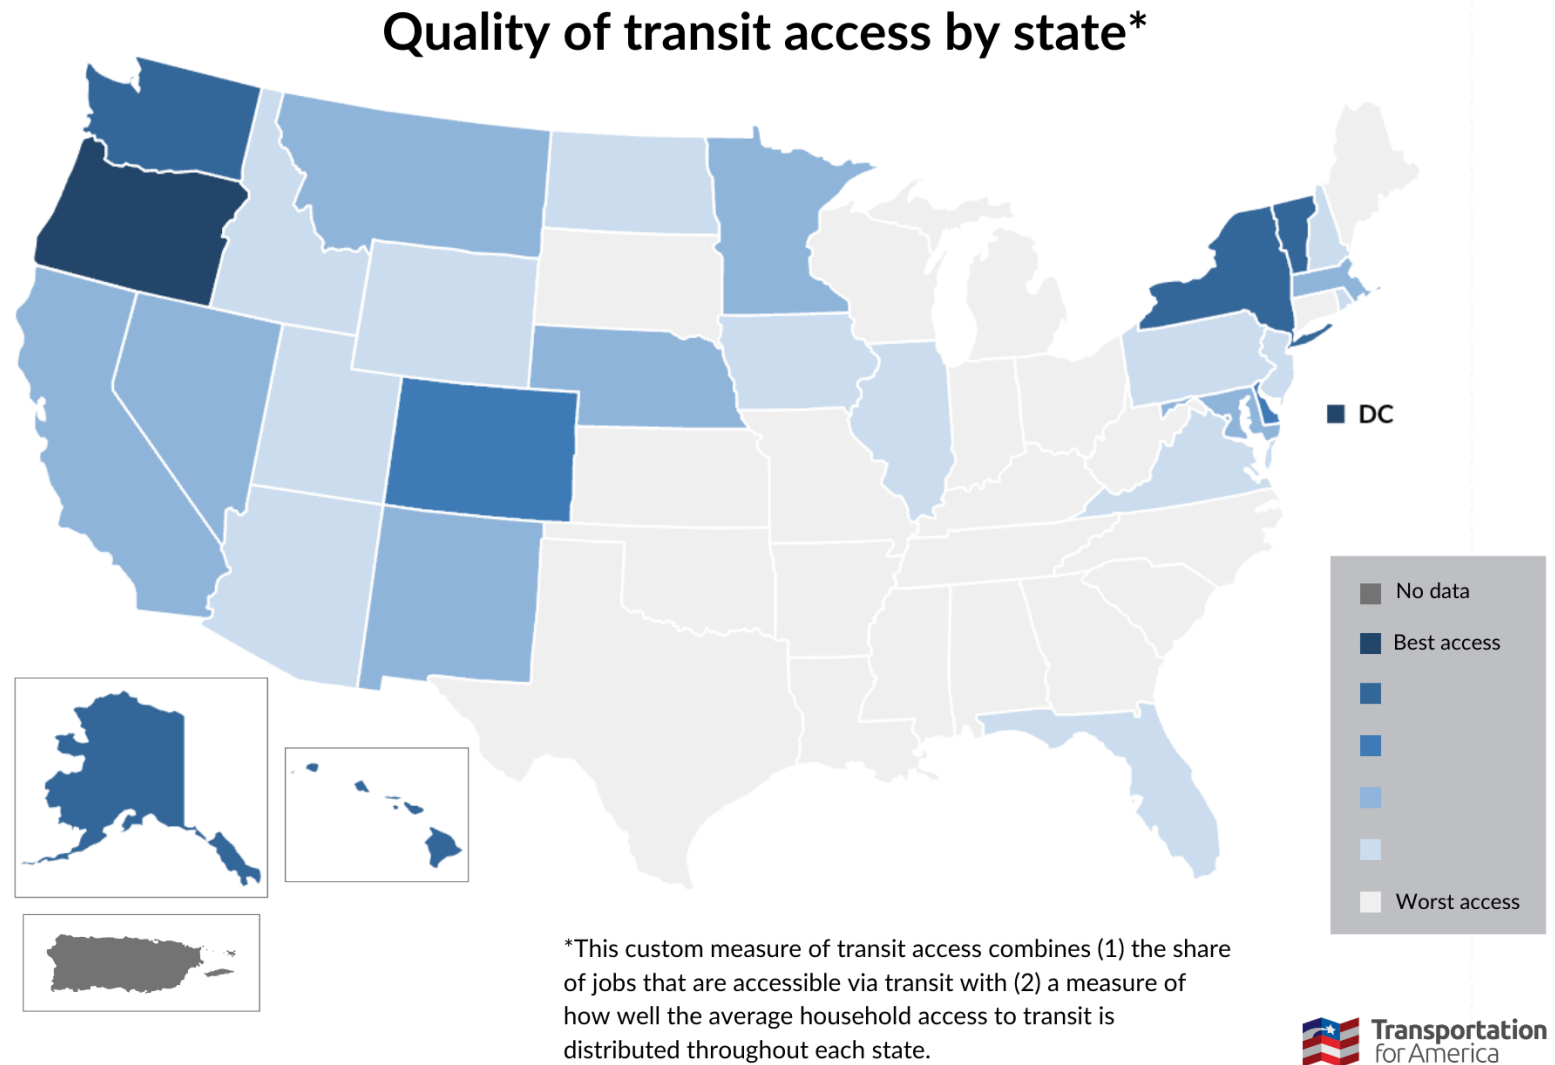 Quality of transit access by state*
DC
No data
Best access
Worst access
*This custom measure of transit access combines (1) the share
of jobs that are accessible via transit with (2) a measure of
how well the average household access to transit is
distributed throughout each state.
Transportation
for America